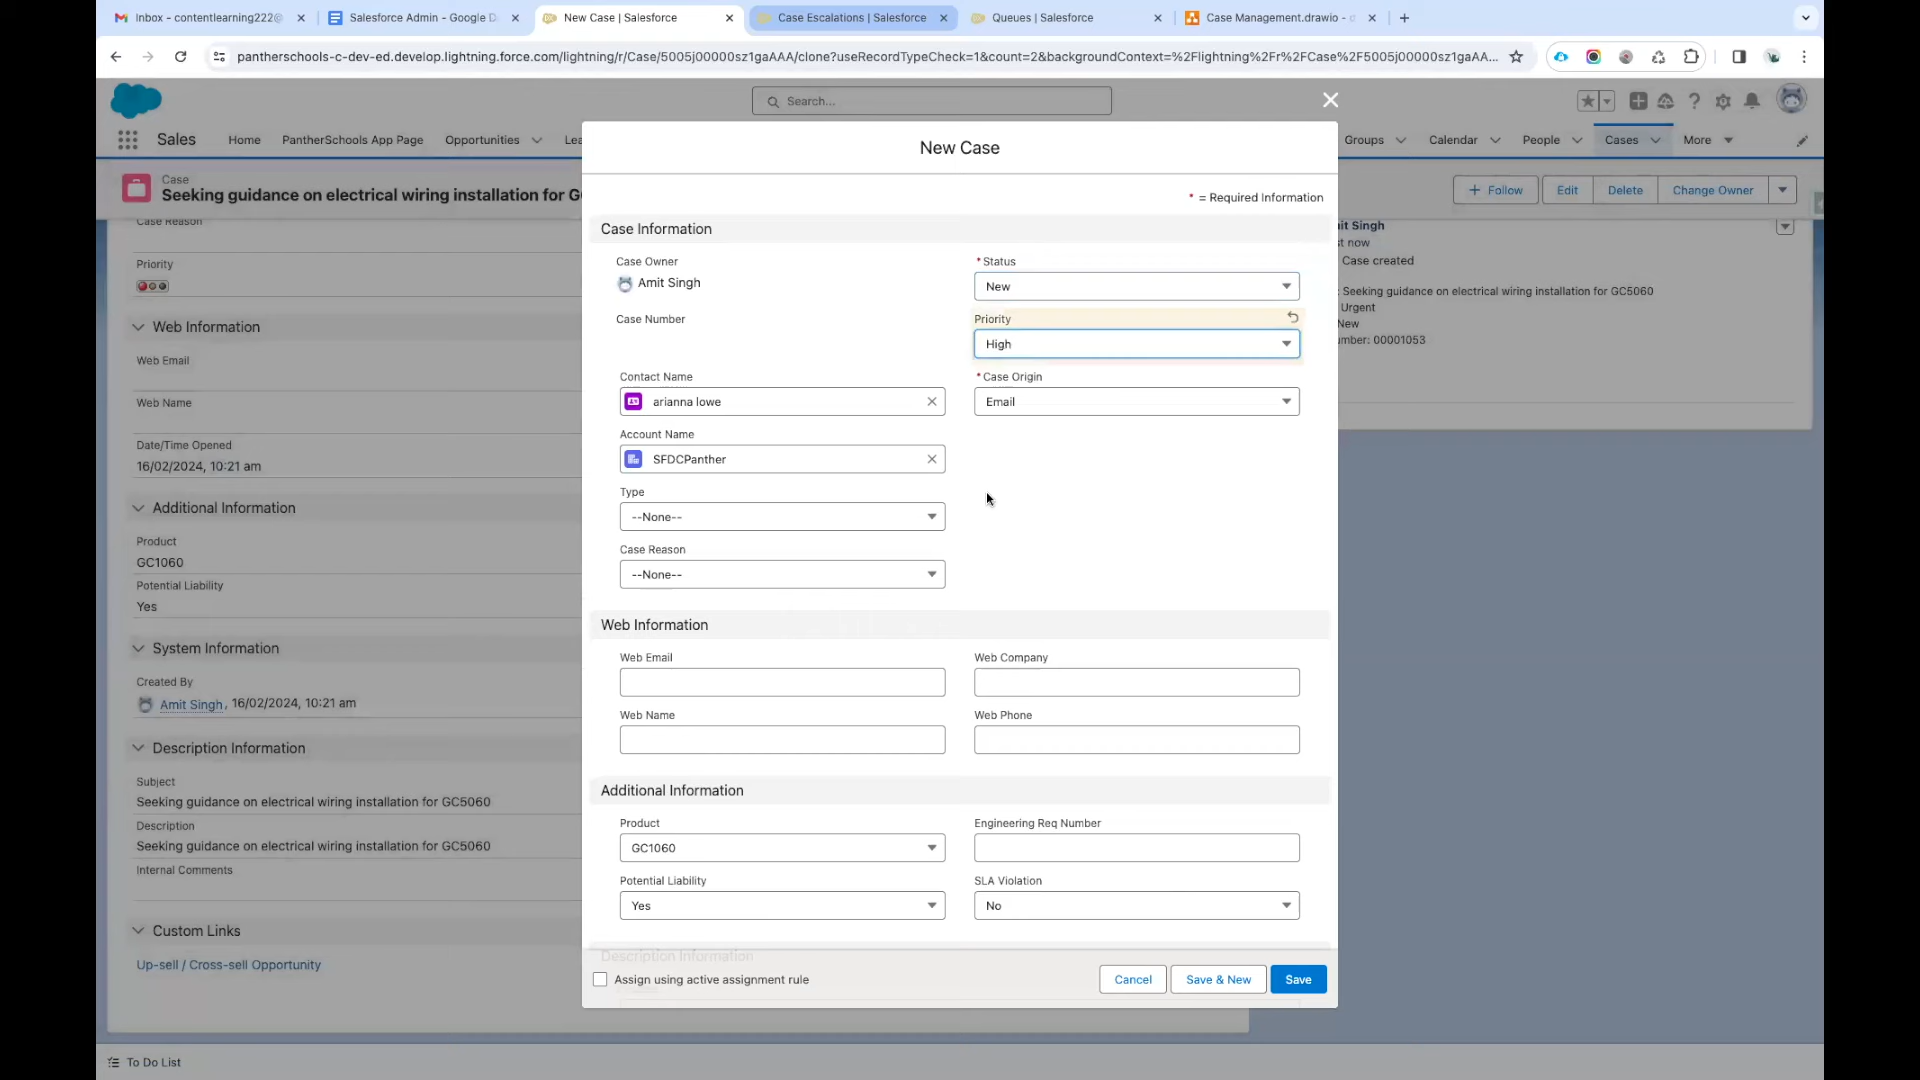 Inbox - contentlearning222@
Salesforce Admin - Google D
New Case | Salesforce
Case Escalations | Salesforce
Queues | Salesforce
Case Management.drawio - d
pantherschools-c-dev-ed.develop.lightning.force.com/lightning/r/Case/5005j00000sz1gaAAA/clone?useRecordTypeCheck=1&count=2&backgroundContext=%2Flightning%2Fr%2FCase%2F5005j00000sz1gaAA...
Search...
Sales
Home
PantherSchools App Page
Opportunities
Lea
Groups
Calendar
People
Cases
More
Case
Seeking guidance on electrical wiring installation for GC
+ Follow
Edit
Delete
Change Owner
Case Reason
Priority
Web Information
Web Email
Web Name
Date/Time Opened
16/02/2024, 10:21 am
Additional Information
Product
GC1060
Potential Liability
Yes
System Information
Created By
Amit Singh, 16/02/2024, 10:21 am
Description Information
Subject
Seeking guidance on electrical wiring installation for GC5060
Description
Seeking guidance on electrical wiring installation for GC5060
Internal Comments
Custom Links
Up-sell / Cross-sell Opportunity
New Case
* = Required Information
Case Information
Case Owner
Amit Singh
* Status
New
Case Number
Priority
High
Contact Name
arianna lowe
* Case Origin
Email
Account Name
SFDCPanther
Type
--None--
Case Reason
--None--
Web Information
Web Email
Web Company
Web Name
Web Phone
Additional Information
Product
GC1060
Engineering Req Number
Potential Liability
Yes
SLA Violation
No
Description Information
Assign using active assignment rule
Cancel
Save & New
Save
it Singh
t now
Case created
: Seeking guidance on electrical wiring installation for GC5060
Urgent
New
mber: 00001053
To Do List